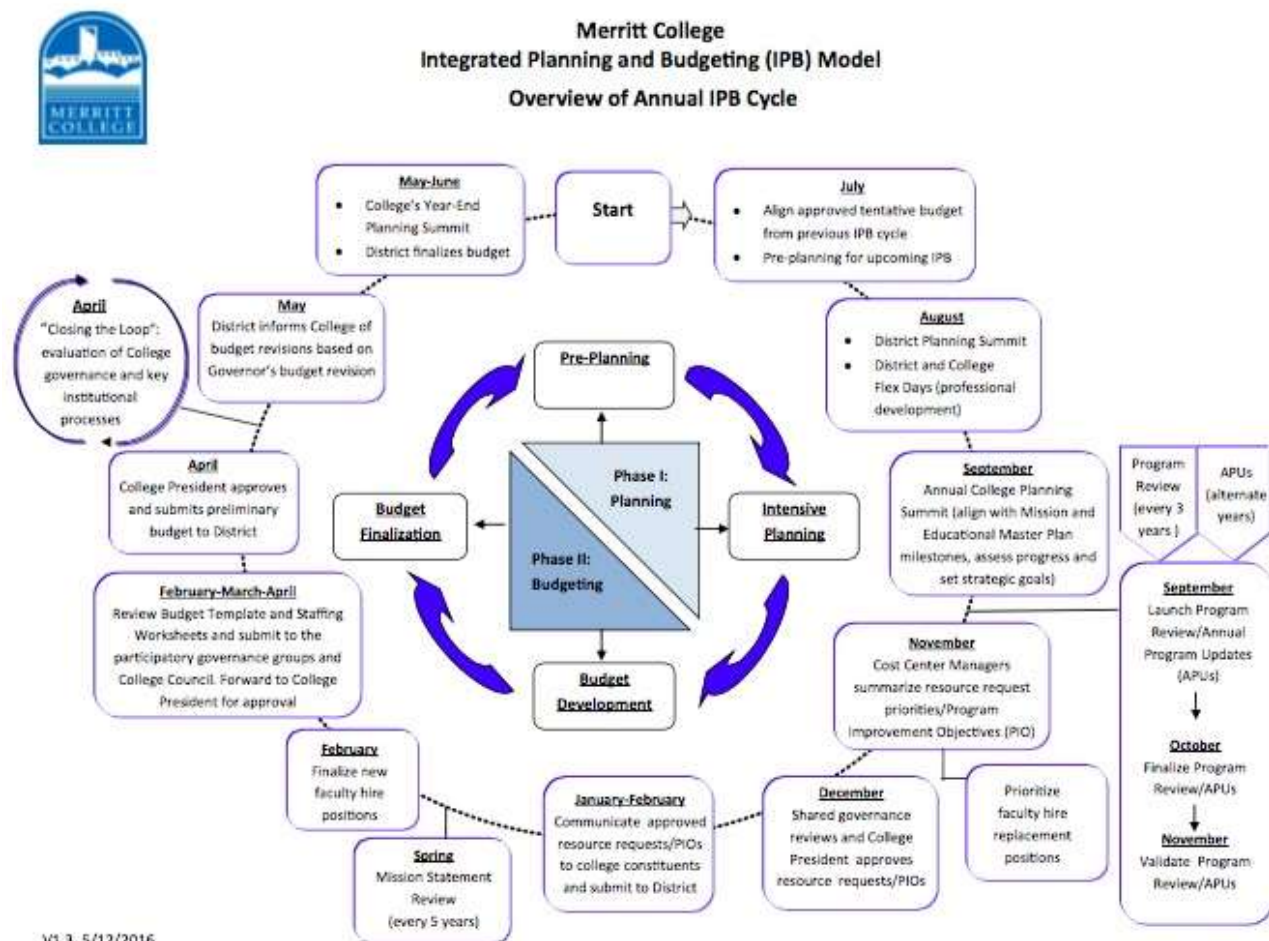 MERRITT
COLLEGE
Merritt College
Integrated Planning and Budgeting (IPB) Model
Overview of Annual IPB Cycle
Start
July
• Align approved tentative budget
from previous IPB cycle
• Pre-planning for upcoming IPB
August
• District Planning Summit
• District and College
Flex Days (professional
development)
September
Annual College Planning
Summit (align with Mission and
Educational Master Plan
milestones, assess progress and
set strategic goals)
Program
Review
(every 3
years )
APUs
(alternate
years)
September
Launch Program
Review/Annual
Program Updates
(APUs)
October
Finalize Program
Review/APUs
November
Validate Program
Review/APUs
November
Cost Center Managers
summarize resource request
priorities/Program
Improvement Objectives (PIO)
Prioritize
faculty hire
replacement
positions
December
Shared governance
reviews and College
President approves
resource requests/PIOs
January-February
Communicate approved
resource requests/PIOs
to college constituents
and submit to District
Spring
Mission Statement
Review
(every 5 years)
February
Finalize new
faculty hire
positions
February-March-April
Review Budget Template and Staffing
Worksheets and submit to the
participatory governance groups and
College Council. Forward to College
President for approval
April
College President approves
and submits preliminary
budget to District
April
"Closing the Loop":
evaluation of College
governance and key
institutional
processes
May
District informs College of
budget revisions based on
Governor's budget revision
May-June
• College's Year-End
Planning Summit
• District finalizes budget
Pre-Planning
Phase I:
Planning
Intensive
Planning
Budget
Finalization
Phase II:
Budgeting
Budget
Development
V1.3 5/12/2016